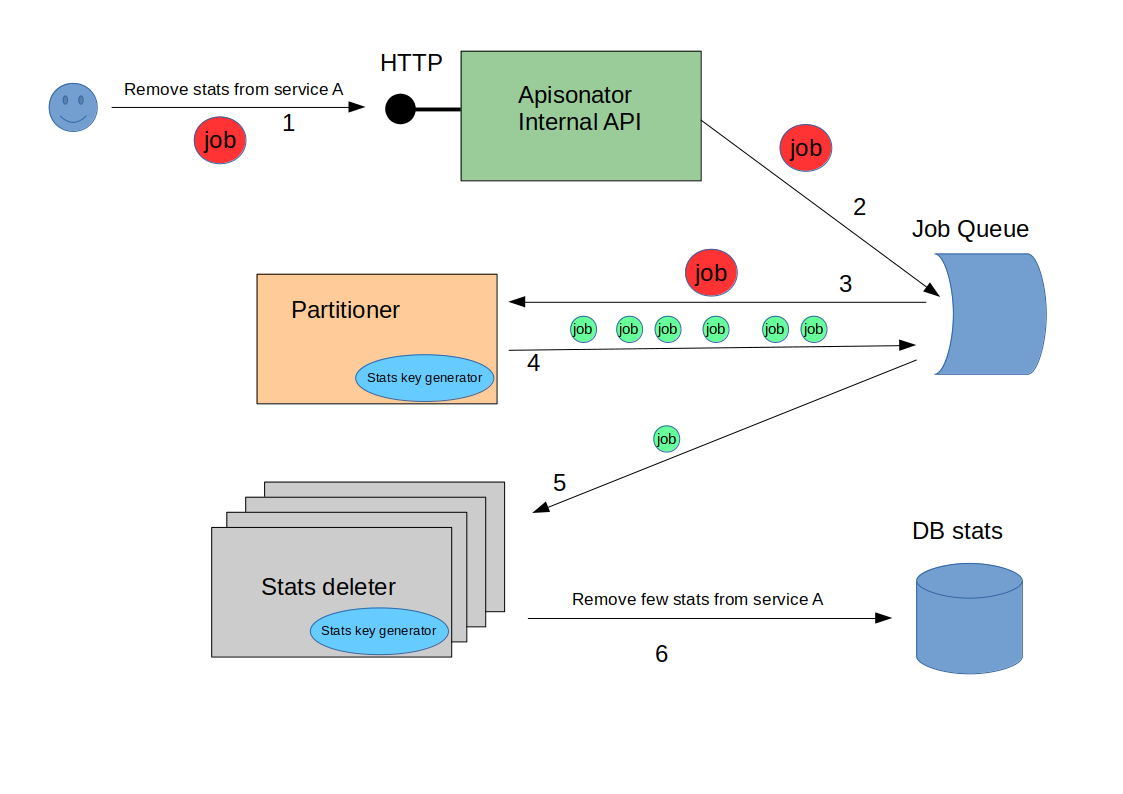 HTTP
Remove stats from service A
1
job
Apisonator
Internal API
job
2
Job Queue
job
3
Partitioner
Stats key generator
job
job
job
job
job
job
4
job
5
Stats deleter
Stats key generator
DB stats
Remove few stats from service A
6